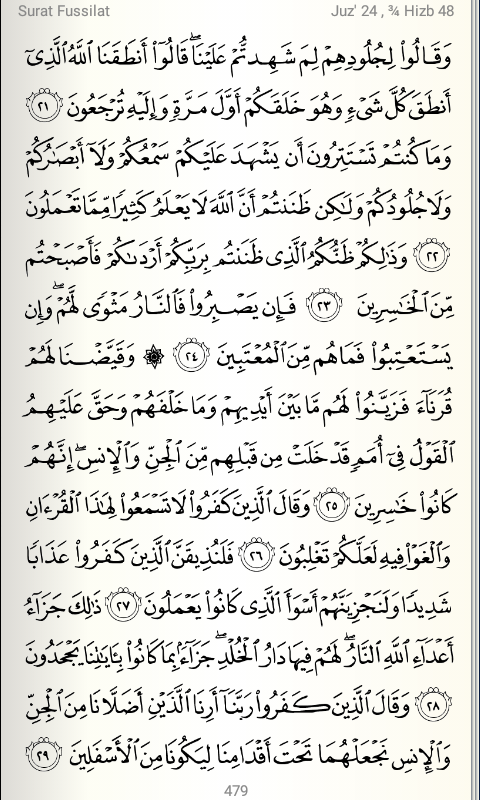 Surat Fussilat
Juz' 24 , ¾ Hizb 48
وَقَالُوا۟ لِجُلُودِهِمْ لِمَ شَهِدتُّمْ عَلَيْنَا ۖ قَالُوٓا۟ أَنطَقَنَا ٱللَّهُ ٱلَّذِىٓ
أَنطَقَ كُلَّ شَىْءٍ وَهُوَ خَلَقَكُمْ أَوَّلَ مَرَّةٍ وَإِلَيْهِ تُرْجَعُونَ ٢١
وَمَا كُنتُمْ تَسْتَتِرُونَ أَن يَشْهَدَ عَلَيْكُمْ سَمْعُكُمْ وَلَآ أَبْصَٰرُكُمْ
وَلَا جُلُودُكُمْ وَلَٰكِن ظَنَنتُمْ أَنَّ ٱللَّهَ لَا يَعْلَمُ كَثِيرًا مِّمَّا تَعْمَلُونَ
٢٢ وَذَٰلِكُمْ ظَنُّكُمُ ٱلَّذِى ظَنَنتُم بِرَبِّكُمْ أَرْدَىٰكُمْ فَأَصْبَحْتُم
مِّنَ ٱلْخَٰسِرِينَ ٢٣ فَإِن يَصْبِرُوا۟ فَٱلنَّارُ مَثْوًى لَّهُمْ ۖ وَإِن
يَسْتَعْتِبُوا۟ فَمَا هُم مِّنَ ٱلْمُعْتَبِينَ ٢٤ ۞ وَقَيَّضْنَا لَهُمْ
قُرَنَآءَ فَزَيَّنُوا۟ لَهُم مَّا بَيْنَ أَيْدِيهِمْ وَمَا خَلْفَهُمْ وَحَقَّ عَلَيْهِمُ
ٱلْقَوْلُ فِىٓ أُمَمٍ قَدْ خَلَتْ مِن قَبْلِهِم مِّنَ ٱلْجِنِّ وَٱلْإِنسِ ۖ إِنَّهُمْ
كَانُوا۟ خَٰسِرِينَ ٢٥ وَقَالَ ٱلَّذِينَ كَفَرُوا۟ لَا تَسْمَعُوا۟ لِهَٰذَا ٱلْقُرْءَانِ
وَٱلْغَوْا۟ فِيهِ لَعَلَّكُمْ تَغْلِبُونَ ٢٦ فَلَنُذِيقَنَّ ٱلَّذِينَ كَفَرُوا۟ عَذَابًا
شَدِيدًا وَلَنَجْزِيَنَّهُمْ أَسْوَأَ ٱلَّذِى كَانُوا۟ يَعْمَلُونَ ٢٧ ذَٰلِكَ جَزَآءُ
أَعْدَآءِ ٱللَّهِ ٱلنَّارُ ۖ لَهُمْ فِيهَا دَارُ ٱلْخُلْدِ ۖ جَزَآءًۢ بِمَا كَانُوا۟ بِـَٔايَٰتِنَا يَجْحَدُونَ
٢٨ وَقَالَ ٱلَّذِينَ كَفَرُوا۟ رَبَّنَآ أَرِنَا ٱلَّذَيْنِ أَضَلَّانَا مِنَ ٱلْجِنِّ
وَٱلْإِنسِ نَجْعَلْهُمَا تَحْتَ أَقْدَامِنَا لِيَكُونَا مِنَ ٱلْأَسْفَلِينَ ٢٩
479